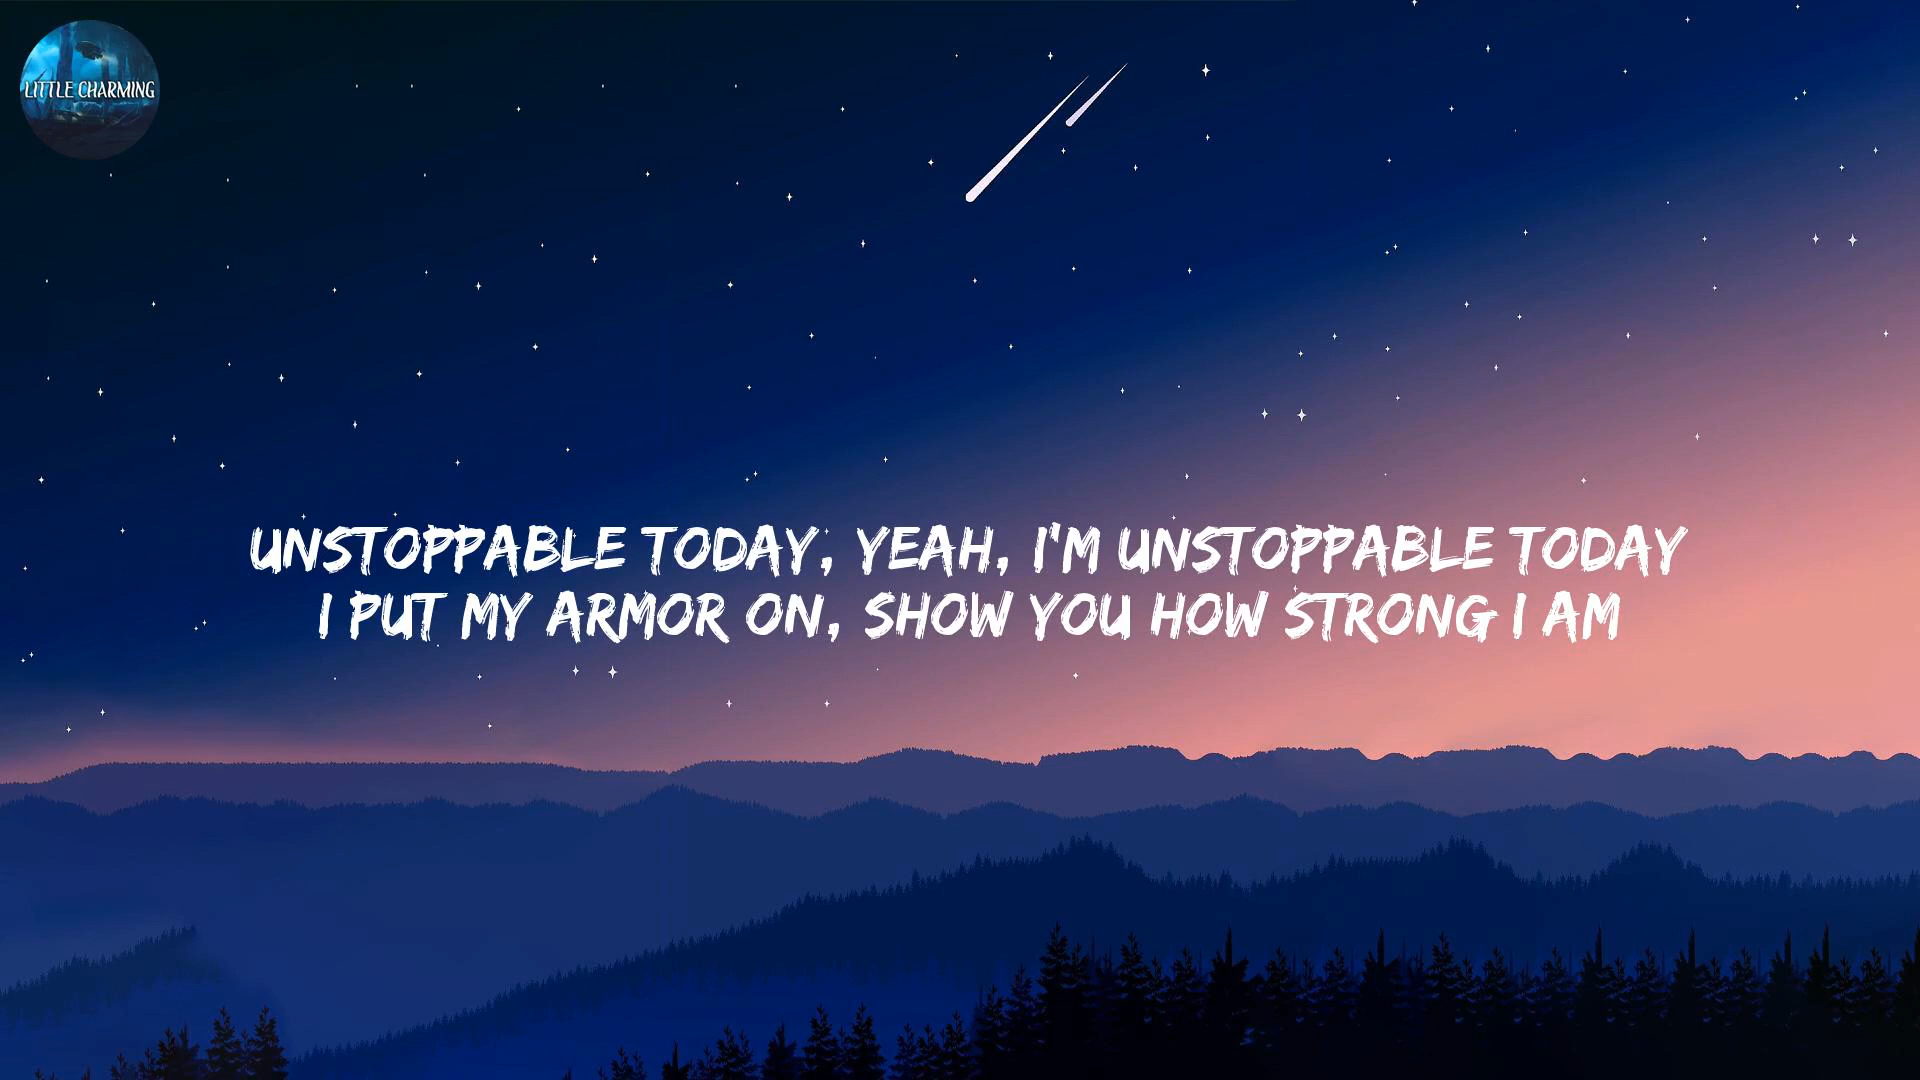 LITTLE CHARMING
UNSTOPPABLE TODAY, YEAH, I'M UNSTOPPABLE TODAY
I PUT MY ARMOR ON, SHOW YOU HOW STRONG I AM